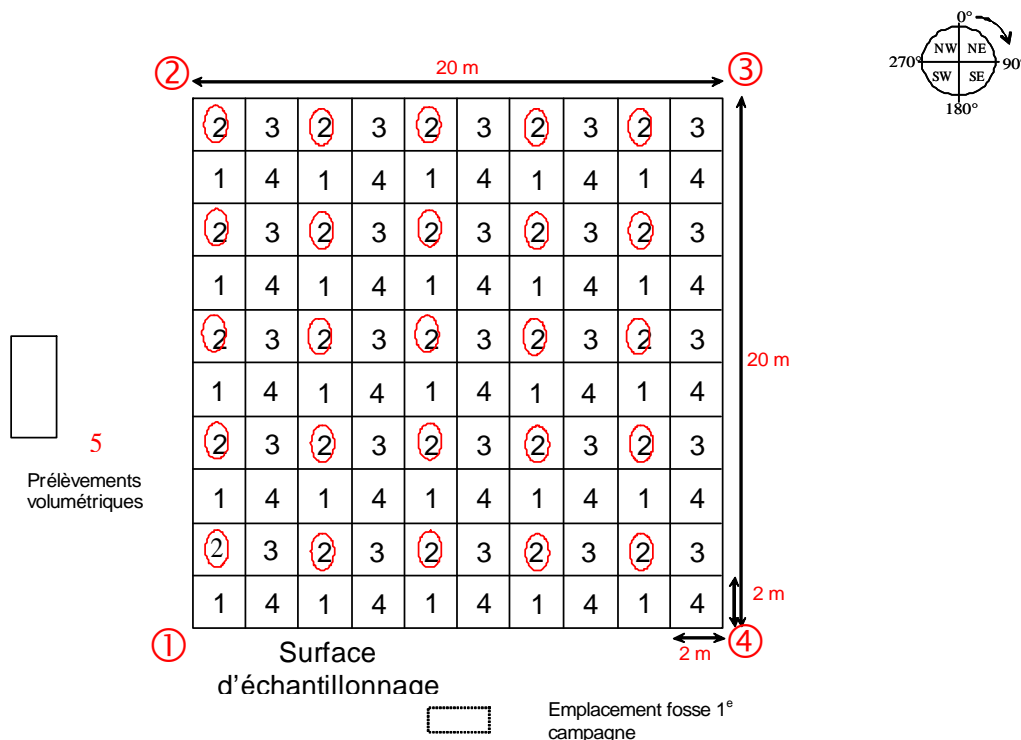 0°
NW NE
270° 90°
SW SE
180°
② 20 m ③
2 3 2 3 2 3 2 3 2 3
1 4 1 4 1 4 1 4 1 4
2 3 2 3 2 3 2 3 2 3
1 4 1 4 1 4 1 4 1 4
2 3 2 3 2 3 2 3 2 3
20 m
1 4 1 4 1 4 1 4 1 4
2 3 2 3 2 3 2 3 2 3
5
Prélèvements
volumétriques
1 4 1 4 1 4 1 4 1 4
2 3 2 3 2 3 2 3 2 3
1 4 1 4 1 4 1 4 1 4
2 m
① ④
2 m
Surface
d'échantillonnage
Emplacement fosse 1e
campagne